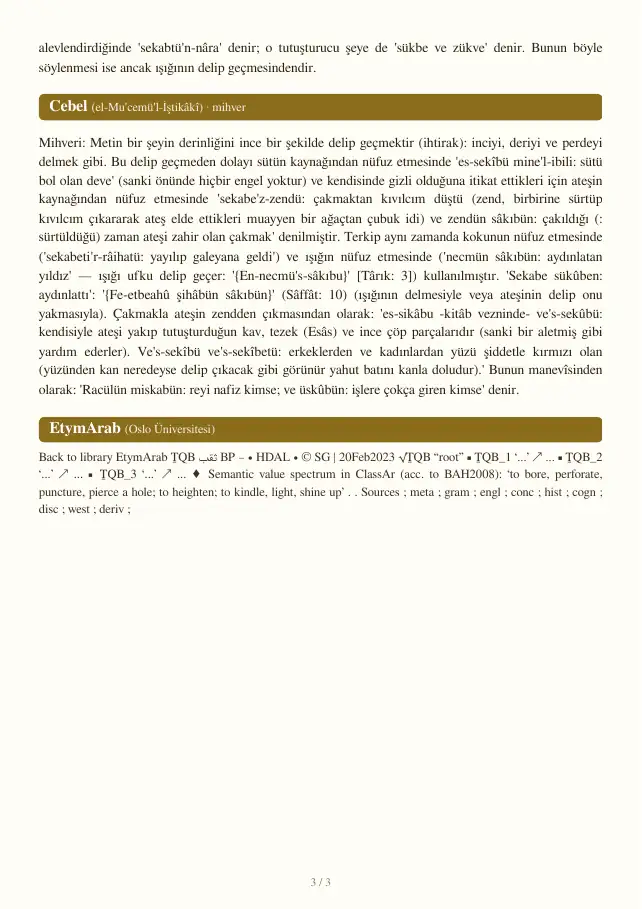 alevlendirdiğinde 'sekabtü'n-nâra' denir; o tutuşturucu şeye de 'sükbe ve zükve' denir. Bunun böyle
söylenmesi ise ancak ışığının delip geçmesindendir.
Cebel (el-Mu'cemü'l-İştikâkî) · mihver
Mihveri: Metin bir şeyin derinliğini ince bir şekilde delip geçmektir (ihtirak): inciyi, deriyi ve perdeyi
delmek gibi. Bu delip geçmeden dolayı sütün kaynağından nüfuz etmesinde 'es-sekîbü mine'l-ibili: sütü
bol olan deve' (sanki önünde hiçbir engel yoktur) ve kendisinde gizli olduğuna itikat ettikleri için ateşin
kaynağından nüfuz etmesinde 'sekabe'z-zendü: çakmaktan kıvılcım düştü (zend, birbirine sürtüp
kıvılcım çıkararak ateş elde ettikleri muayyen bir ağaçtan çubuk idi) ve zendün sâkıbün: çakıldığı (:
sürtüldüğü) zaman ateşi zahir olan çakmak' denilmiştir. Terkip aynı zamanda kokunun nüfuz etmesinde
('sekabeti'r-râihatü: yayılıp galeyana geldi') ve ışığın nüfuz etmesinde ('necmün sâkıbün: aydınlatan
yıldız' — ışığı ufku delip geçer: '{En-necmü's-sâkıbu}' [Târık: 3]) kullanılmıştır. 'Sekabe sükûben:
aydınlattı': '{Fe-etbeahû şihâbün sâkıbün}' (Sâffât: 10) (ışığının delmesiyle veya ateşinin delip onu
yakmasıyla). Çakmakla ateşin zendden çıkmasından olarak: 'es-sikâbu -kitâb vezninde- ve's-sekûbü:
kendisiyle ateşi yakıp tutuşturduğun kav, tezek (Esâs) ve ince çöp parçalarıdır (sanki bir aletmiş gibi
yardım ederler). Ve's-sekîbü ve's-sekîbetü: erkeklerden ve kadınlardan yüzü şiddetle kırmızı olan
(yüzünden kan neredeyse delip çıkacak gibi görünür yahut batını kanla doludur).' Bunun manevîsinden
olarak: 'Racülün miskabün: reyi nafiz kimse; ve üskûbün: işlere çokça giren kimse' denir.
EtymArab (Oslo Üniversitesi)
Back to library EtymArab ṮQB ثقب BP – • HDAL • © SG | 20Feb2023 √ṮQB “root” ▪ ṮQB_1 ‘...’ ↗ ... ▪ ṮQB_2
‘...’ ↗ ... ▪ ṮQB_3 ‘...’ ↗ ... ♦ Semantic value spectrum in ClassAr (acc. to BAH2008): ‘to bore, perforate,
puncture, pierce a hole; to heighten; to kindle, light, shine up’ . . Sources ; meta ; gram ; engl ; conc ; hist ; cogn ;
disc ; west ; deriv ;
3 / 3